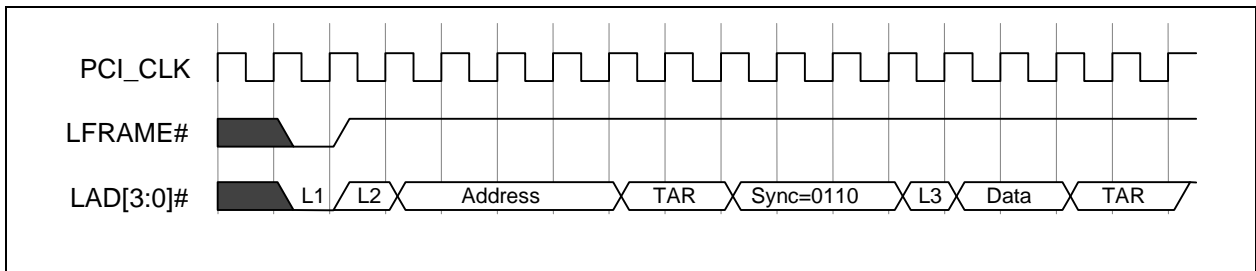 PCI_CLK
LFRAME#
LAD[3:0]# L1 L2 Address TAR Sync=0110 L3 Data TAR